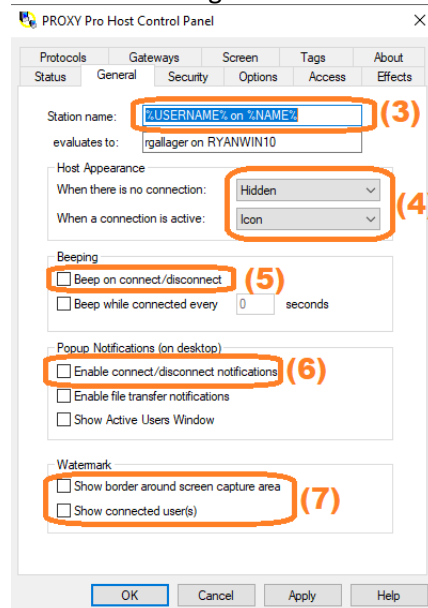 PROXY Pro Host Control Panel
Protocols Gateways Screen Tags About
Status General Security Options Access Effects
Station name: %USERNAME% on %NAME% (3)
evaluates to: rgallager on RYANWIN10
Host Appearance
When there is no connection: Hidden
(4)
When a connection is active: Icon
Beeping
Beep on connect/disconnect (5)
Beep while connected every 0 seconds
Popup Notifications (on desktop)
Enable connect/disconnect notifications (6)
Enable file transfer notifications
Show Active Users Window
Watermark
Show border around screen capture area
(7)
Show connected user(s)
OK Cancel Apply Help